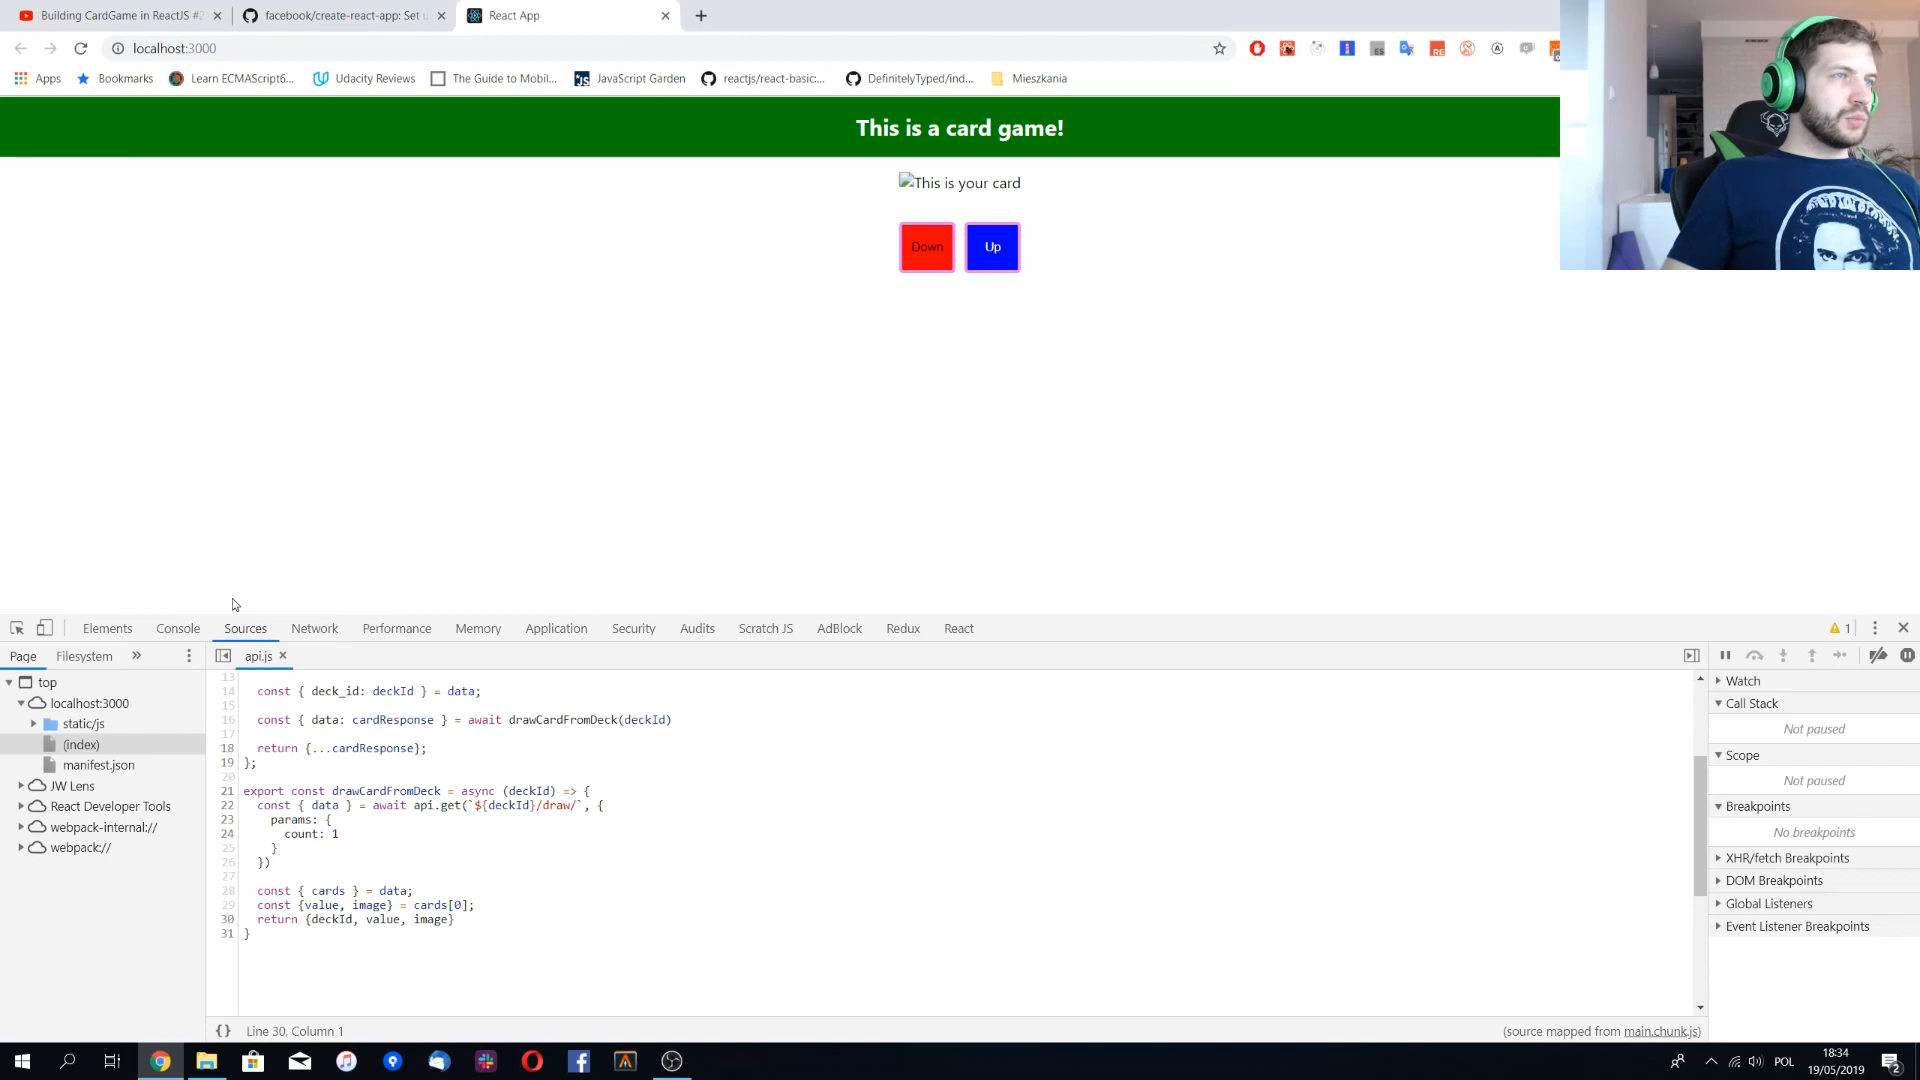 Building CardGame in ReactJS #2
facebook/create-react-app: Set u
React App
localhost:3000
Apps
Bookmarks
Learn ECMAScript6...
Udacity Reviews
The Guide to Mobil...
JavaScript Garden
reactjs/react-basic:...
DefinitelyTyped/ind...
Mieszkania
This is a card game!
This is your card
Down
Up
Elements
Console
Sources
Network
Performance
Memory
Application
Security
Audits
Scratch JS
AdBlock
Redux
React
1
Page
Filesystem
»
api.js
top
localhost:3000
static/js
(index)
manifest.json
JW Lens
React Developer Tools
webpack-internal://
webpack://
13
14 const { deck_id: deckId } = data;
15
16 const { data: cardResponse } = await drawCardFromDeck(deckId)
17
18 return {...cardResponse};
19 };
20
21 export const drawCardFromDeck = async (deckId) => {
22 const { data } = await api.get(`${deckId}/draw/`, {
23 params: {
24 count: 1
25 }
26 })
27
28 const { cards } = data;
29 const {value, image} = cards[0];
30 return {deckId, value, image}
31 }
{} Line 30, Column 1
(source mapped from main.chunk.js)
Watch
Call Stack
Not paused
Scope
Not paused
Breakpoints
No breakpoints
XHR/fetch Breakpoints
DOM Breakpoints
Global Listeners
Event Listener Breakpoints
POL
18:34
19/05/2019
2